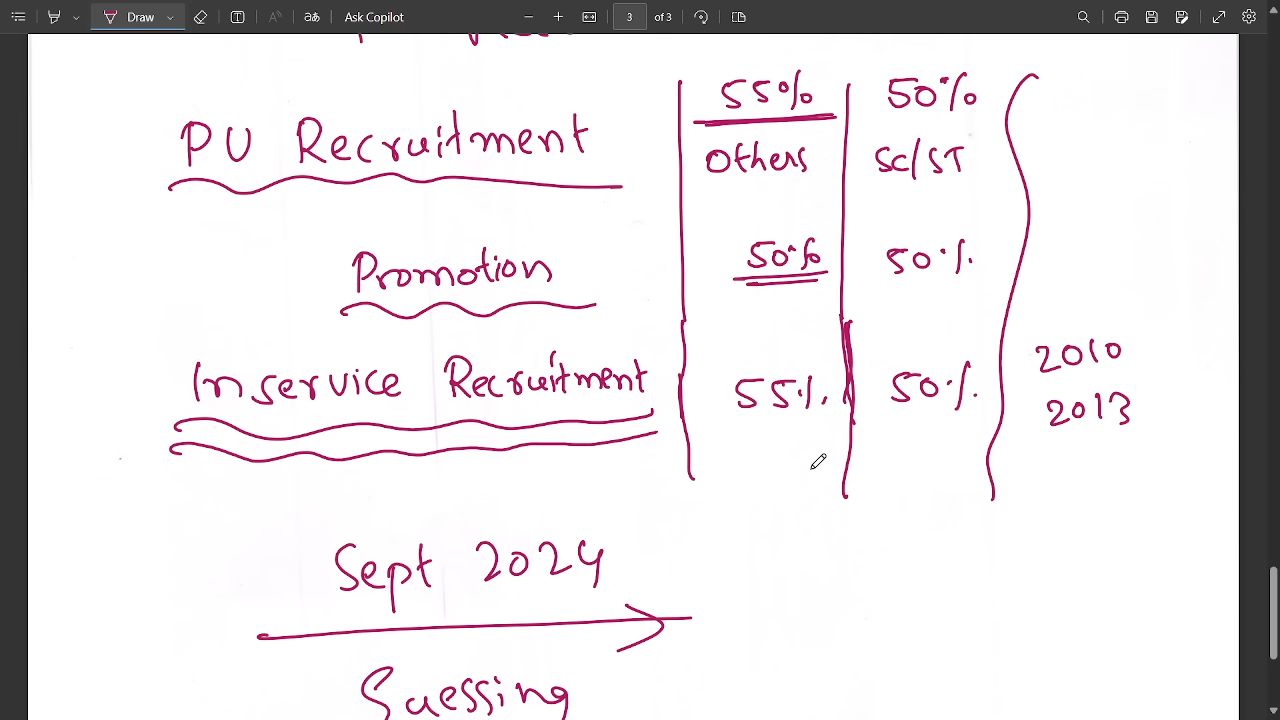 Draw
Ask Copilot
3
of 3
55% 50%
PU Recruitment Others SC/ST
Promotion 50% 50%
Inservice Recruitment 55% 50% 2010
2013
Sept 2024
Guessing